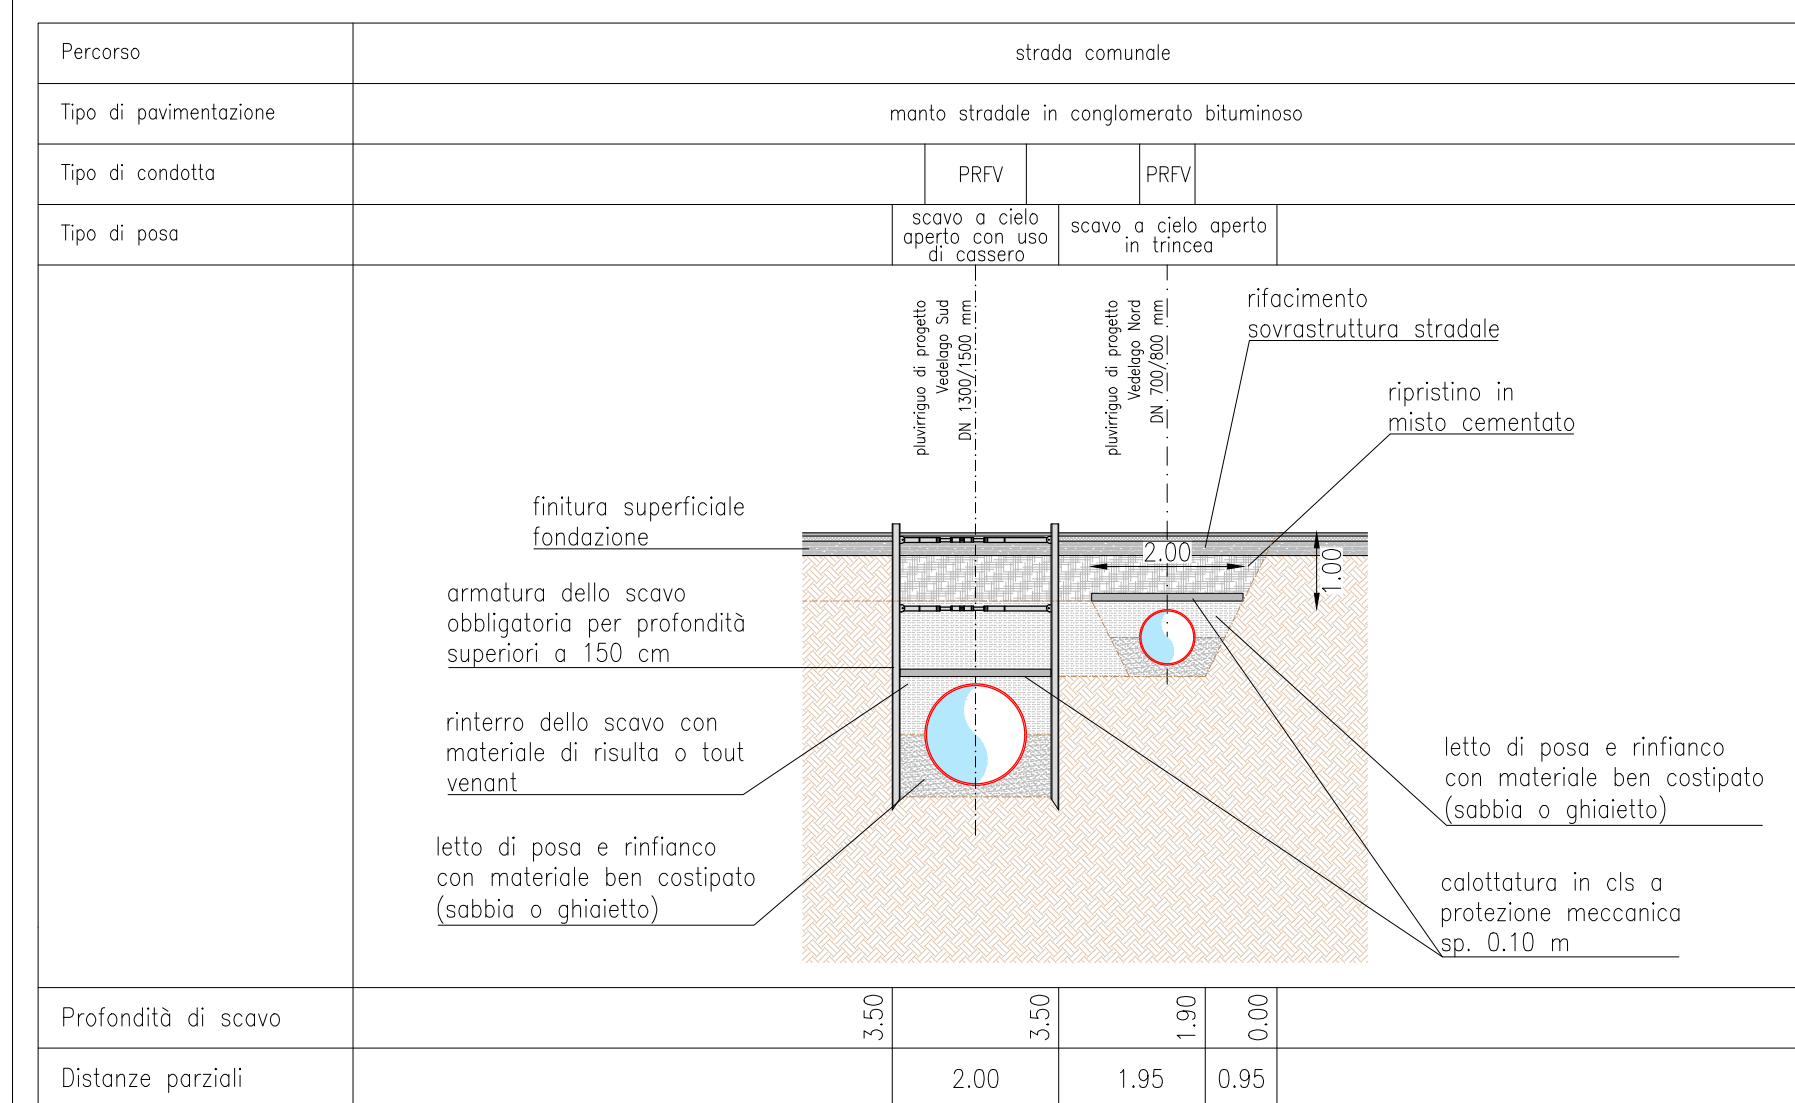 Percorso
strada comunale
Tipo di pavimentazione
manto stradale in conglomerato bituminoso
Tipo di condotta
PRFV
PRFV
Tipo di posa
scavo a cielo
aperto con uso
di cassero
scavo a cielo aperto
in trincea
pluvirriguo di progetto
Vedelago Sud
DN 1300/1500 mm
pluvirriguo di progetto
Vedelago Nord
DN 700/800 mm
rifacimento
sovrastruttura stradale
ripristino in
misto cementato
finitura superficiale
fondazione
2.00
1.00
armatura dello scavo
obbligatoria per profondità
superiori a 150 cm
rinterro dello scavo con
materiale di risulta o tout
venant
letto di posa e rinfianco
con materiale ben costipato
(sabbia o ghiaietto)
letto di posa e rinfianco
con materiale ben costipato
(sabbia o ghiaietto)
calottatura in cls a
protezione meccanica
sp. 0.10 m
Profondità di scavo
3.50
3.50
1.90
0.00
Distanze parziali
2.00
1.95
0.95